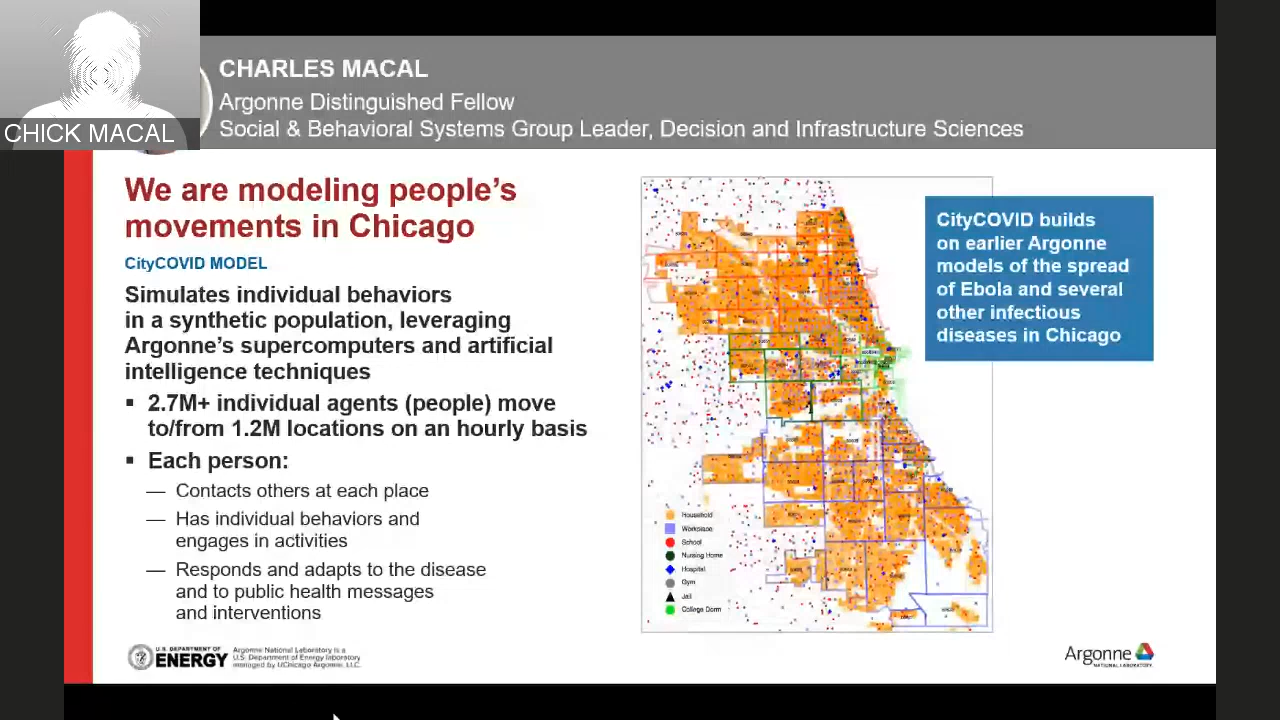 CHICK MACAL
CHARLES MACAL
Argonne Distinguished Fellow
Social & Behavioral Systems Group Leader, Decision and Infrastructure Sciences
We are modeling people's
movements in Chicago
CityCOVID MODEL
Simulates individual behaviors
in a synthetic population, leveraging
Argonne's supercomputers and artificial
intelligence techniques
▪ 2.7M+ individual agents (people) move
to/from 1.2M locations on an hourly basis
▪ Each person:
— Contacts others at each place
— Has individual behaviors and
engages in activities
— Responds and adapts to the disease
and to public health messages
and interventions
Household
Workplace
School
Nursing Home
Hospital
Gym
Jail
College Dorm
CityCOVID builds
on earlier Argonne
models of the spread
of Ebola and several
other infectious
diseases in Chicago
U.S. DEPARTMENT OF
ENERGY
Argonne National Laboratory is a
U.S. Department of Energy laboratory
managed by UChicago Argonne, LLC.
Argonne
NATIONAL LABORATORY